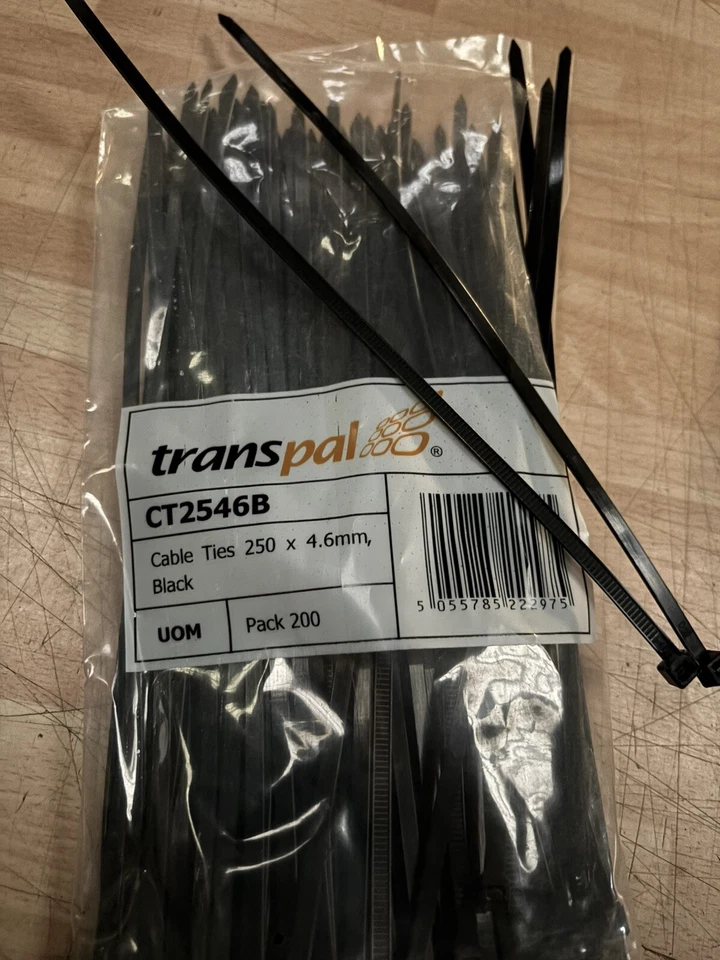 transpal ®
CT2546B
Cable Ties 250 x 4.6mm,
Black
UOM Pack 200
5 055785 222975